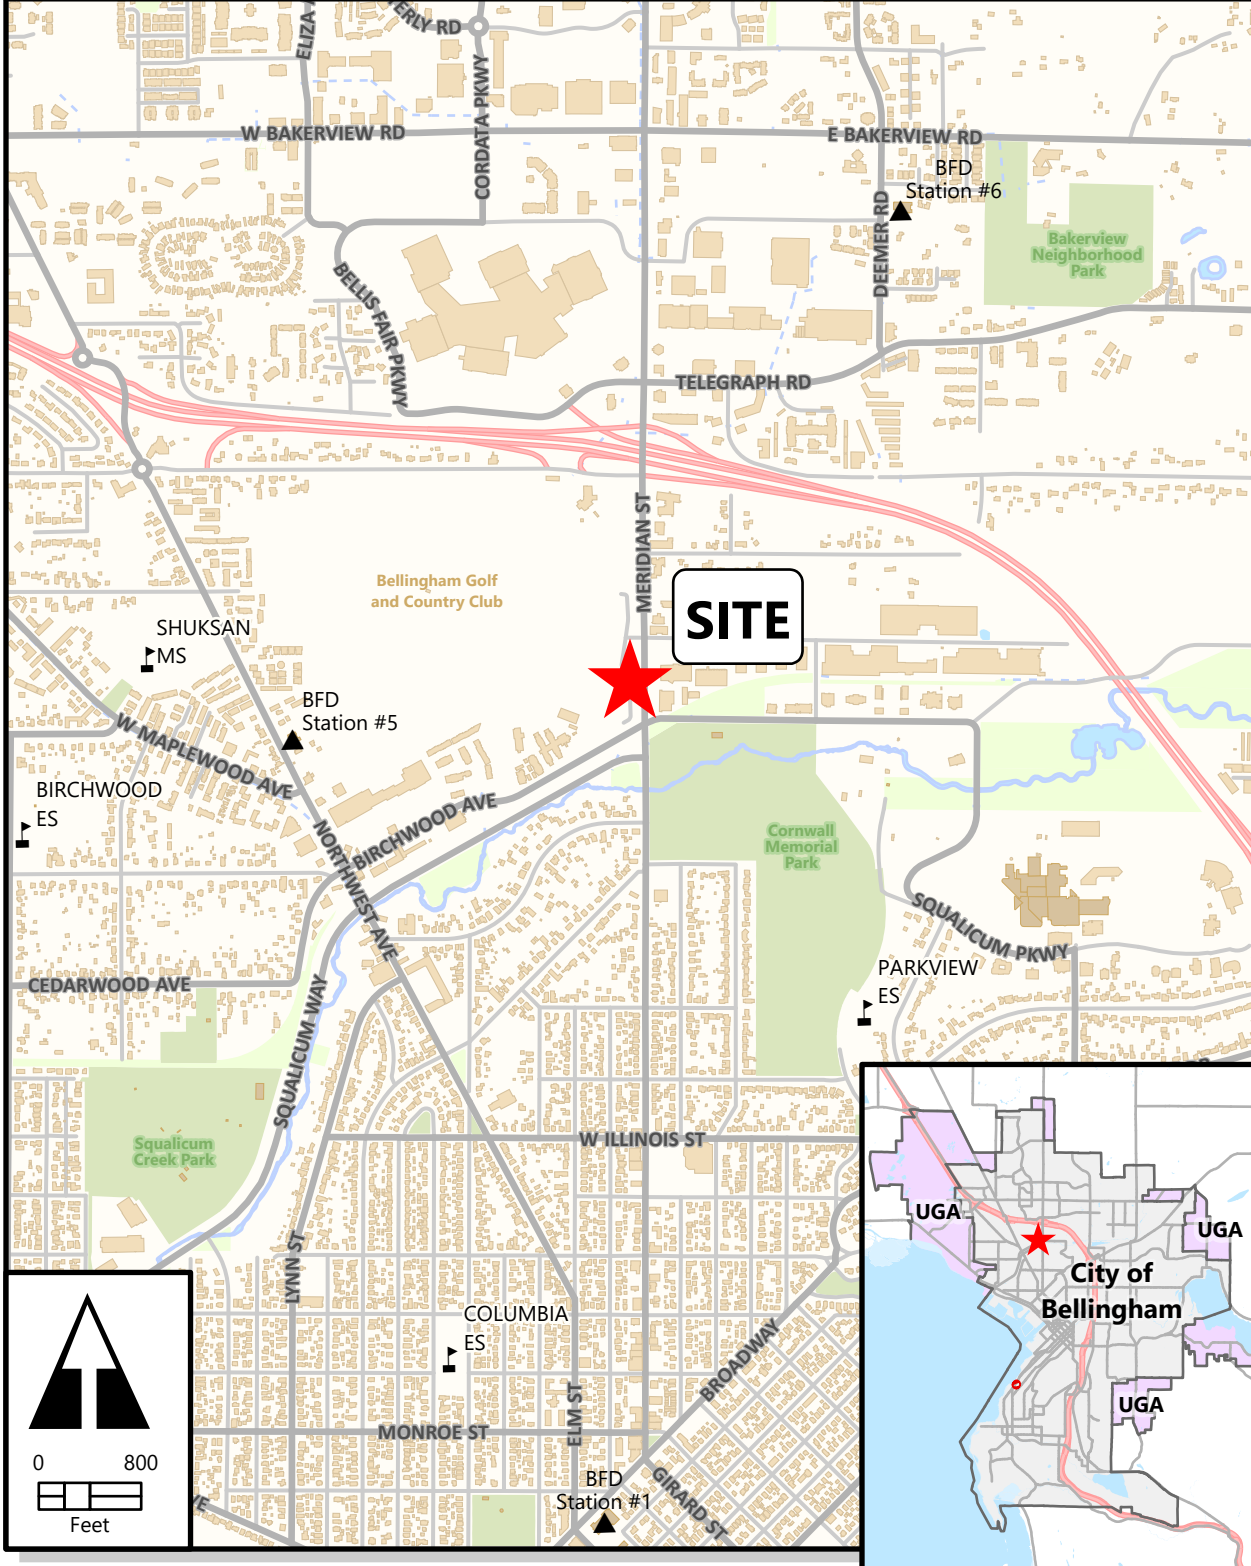 ELIZA
ERLY RD
CORDATA PKWY
W BAKERVIEW RD
E BAKERVIEW RD
BFD
Station #6
DEEMER RD
Bakerview
Neighborhood
Park
BELLIS FAIR PKWY
TELEGRAPH RD
MERIDIAN ST
Bellingham Golf
and Country Club
SITE
SHUKSAN
MS
BFD
Station #5
W MAPLEWOOD AVE
BIRCHWOOD
ES
BIRCHWOOD AVE
NORTHWEST AVE
Cornwall
Memorial
Park
SQUALICUM PKWY
CEDARWOOD AVE
SQUALICUM WAY
PARKVIEW
ES
Squalicum
Creek Park
W ILLINOIS ST
LYNN ST
COLUMBIA
ES
BROADWAY
ELM ST
MONROE ST
BFD
Station #1
GIRARD ST
VE
0 800
Feet
UGA
UGA
City of
Bellingham
UGA